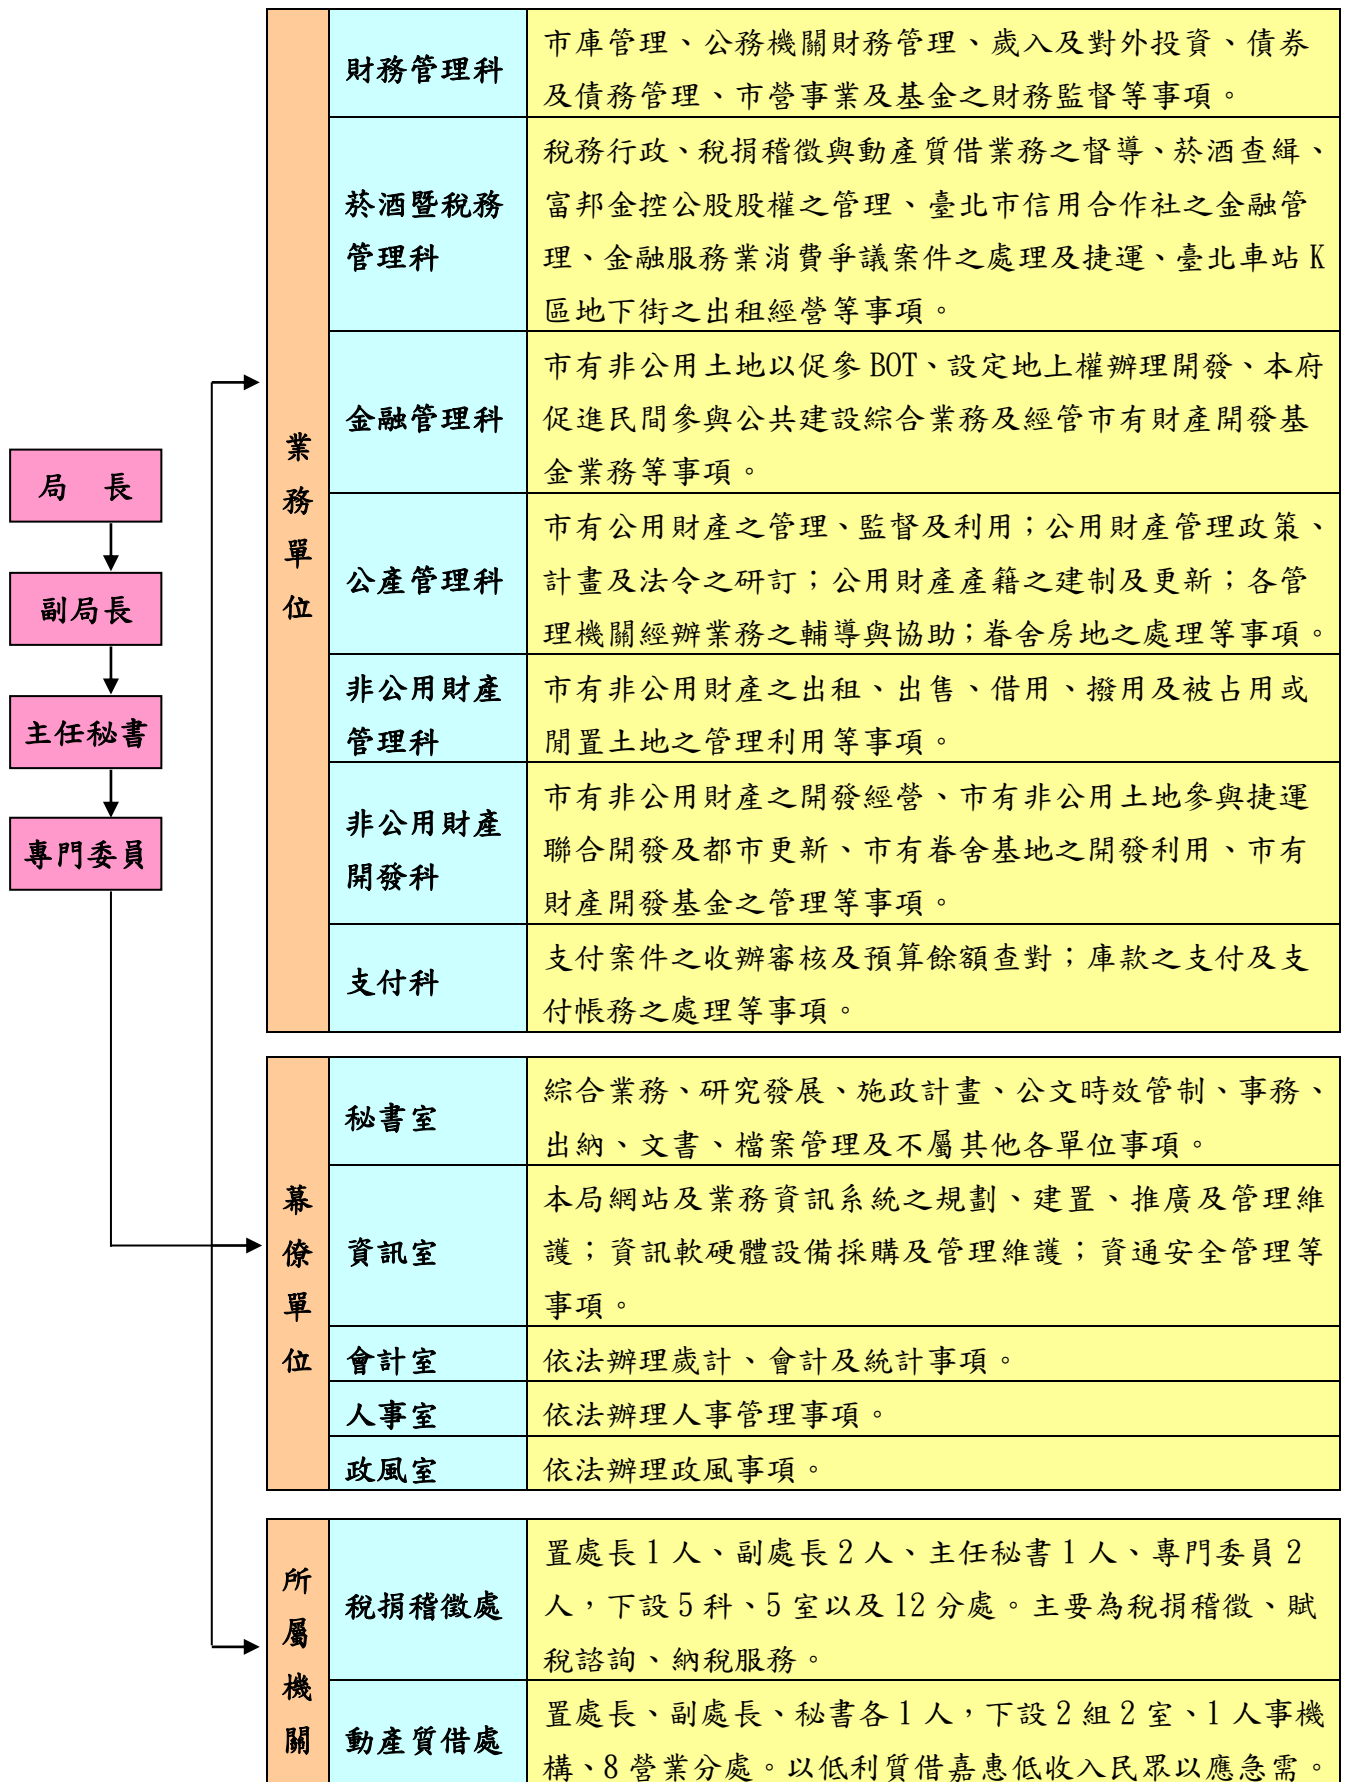 局　長
副局長
主任秘書
專門委員
業務單位
財務管理科
市庫管理、公務機關財務管理、歲入及對外投資、債券
及債務管理、市營事業及基金之財務監督等事項。
菸酒暨稅務
管理科
稅務行政、稅捐稽徵與動產質借業務之督導、菸酒查緝、
富邦金控公股股權之管理、臺北市信用合作社之金融管
理、金融服務業消費爭議案件之處理及捷運、臺北車站 K
區地下街之出租經營等事項。
金融管理科
市有非公用土地以促參 BOT、設定地上權辦理開發、本府
促進民間參與公共建設綜合業務及經管市有財產開發基
金業務等事項。
公產管理科
市有公用財產之管理、監督及利用；公用財產管理政策、
計畫及法令之研訂；公用財產產籍之建制及更新；各管
理機關經辦業務之輔導與協助；眷舍房地之處理等事項。
非公用財產
管理科
市有非公用財產之出租、出售、借用、撥用及被占用或
閒置土地之管理利用等事項。
非公用財產
開發科
市有非公用財產之開發經營、市有非公用土地參與捷運
聯合開發及都市更新、市有眷舍基地之開發利用、市有
財產開發基金之管理等事項。
支付科
支付案件之收辦審核及預算餘額查對；庫款之支付及支
付帳務之處理等事項。
幕僚單位
秘書室
綜合業務、研究發展、施政計畫、公文時效管制、事務、
出納、文書、檔案管理及不屬其他各單位事項。
資訊室
本局網站及業務資訊系統之規劃、建置、推廣及管理維
護；資訊軟硬體設備採購及管理維護；資通安全管理等
事項。
會計室
依法辦理歲計、會計及統計事項。
人事室
依法辦理人事管理事項。
政風室
依法辦理政風事項。
所屬機關
稅捐稽徵處
置處長 1 人、副處長 2 人、主任秘書 1 人、專門委員 2
人，下設 5 科、5 室以及 12 分處。主要為稅捐稽徵、賦
稅諮詢、納稅服務。
動產質借處
置處長、副處長、秘書各 1 人，下設 2 組 2 室、1 人事機
構、8 營業分處。以低利質借嘉惠低收入民眾以應急需。